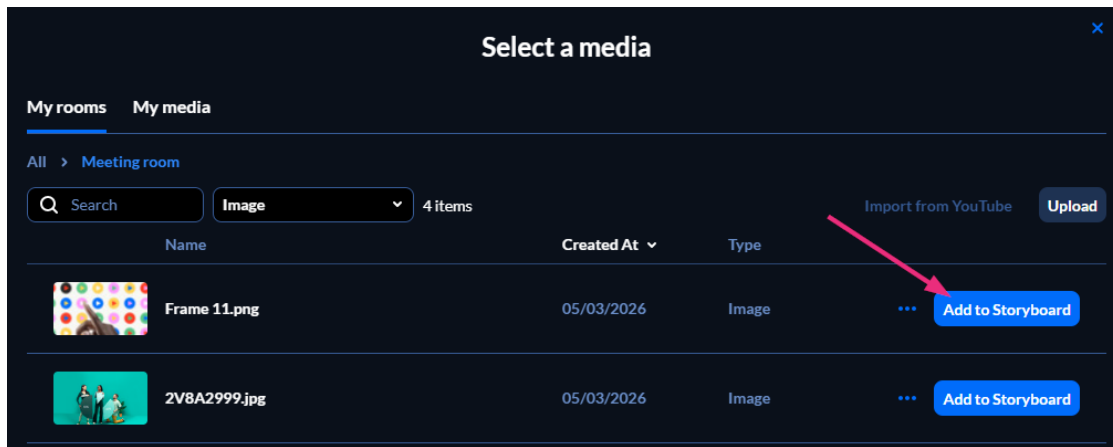 Select a media
My rooms My media
All > Meeting room
Search Image 4 items Import from YouTube Upload
Name Created At Type
Frame 11.png 05/03/2026 Image ••• Add to Storyboard
2V8A2999.jpg 05/03/2026 Image ••• Add to Storyboard